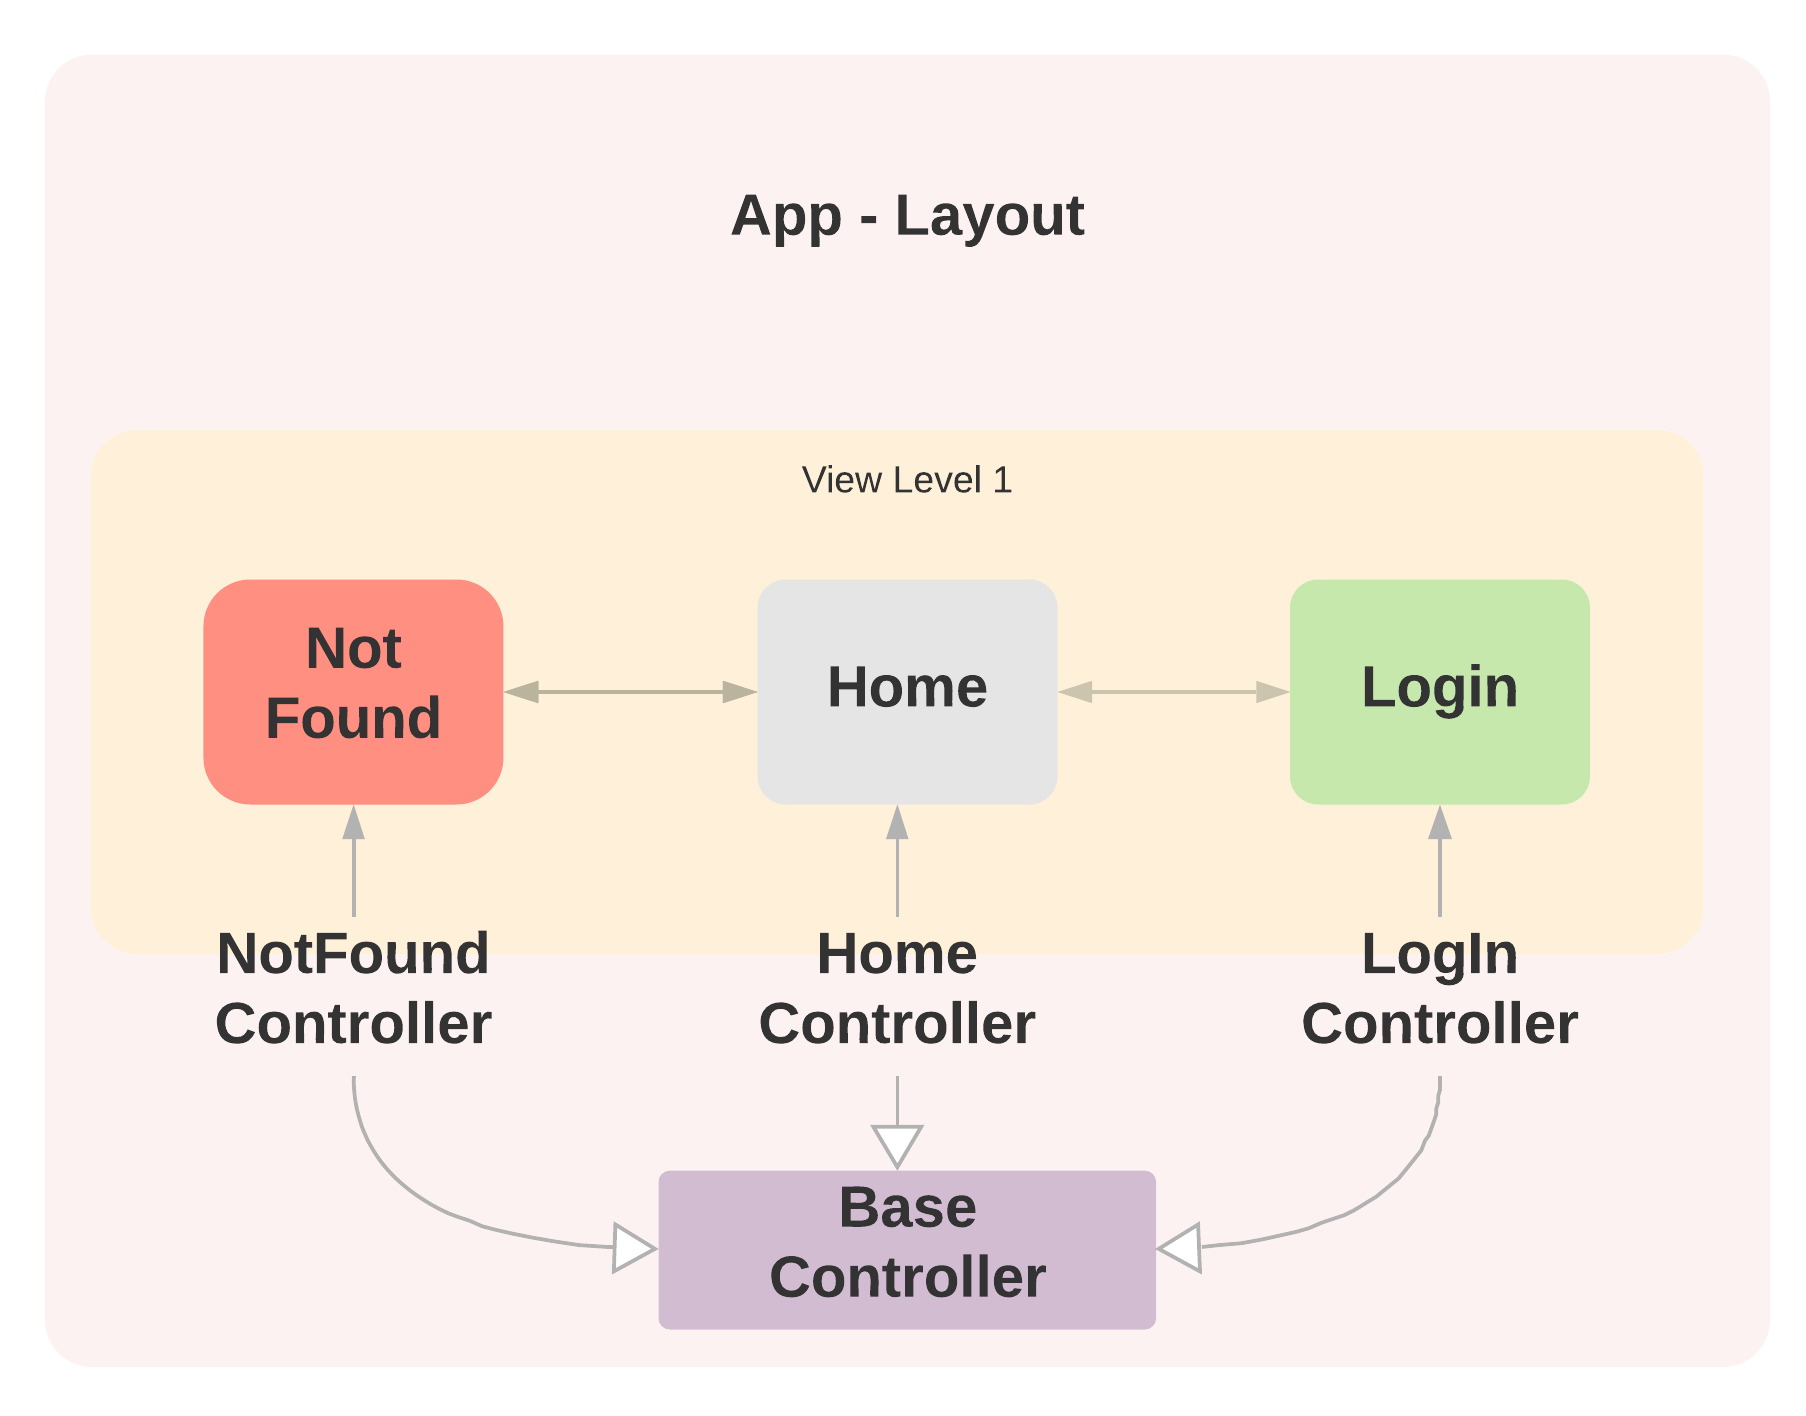 App - Layout
View Level 1
Not
Found
Home
Login
NotFound
Controller
Home
Controller
LogIn
Controller
Base
Controller